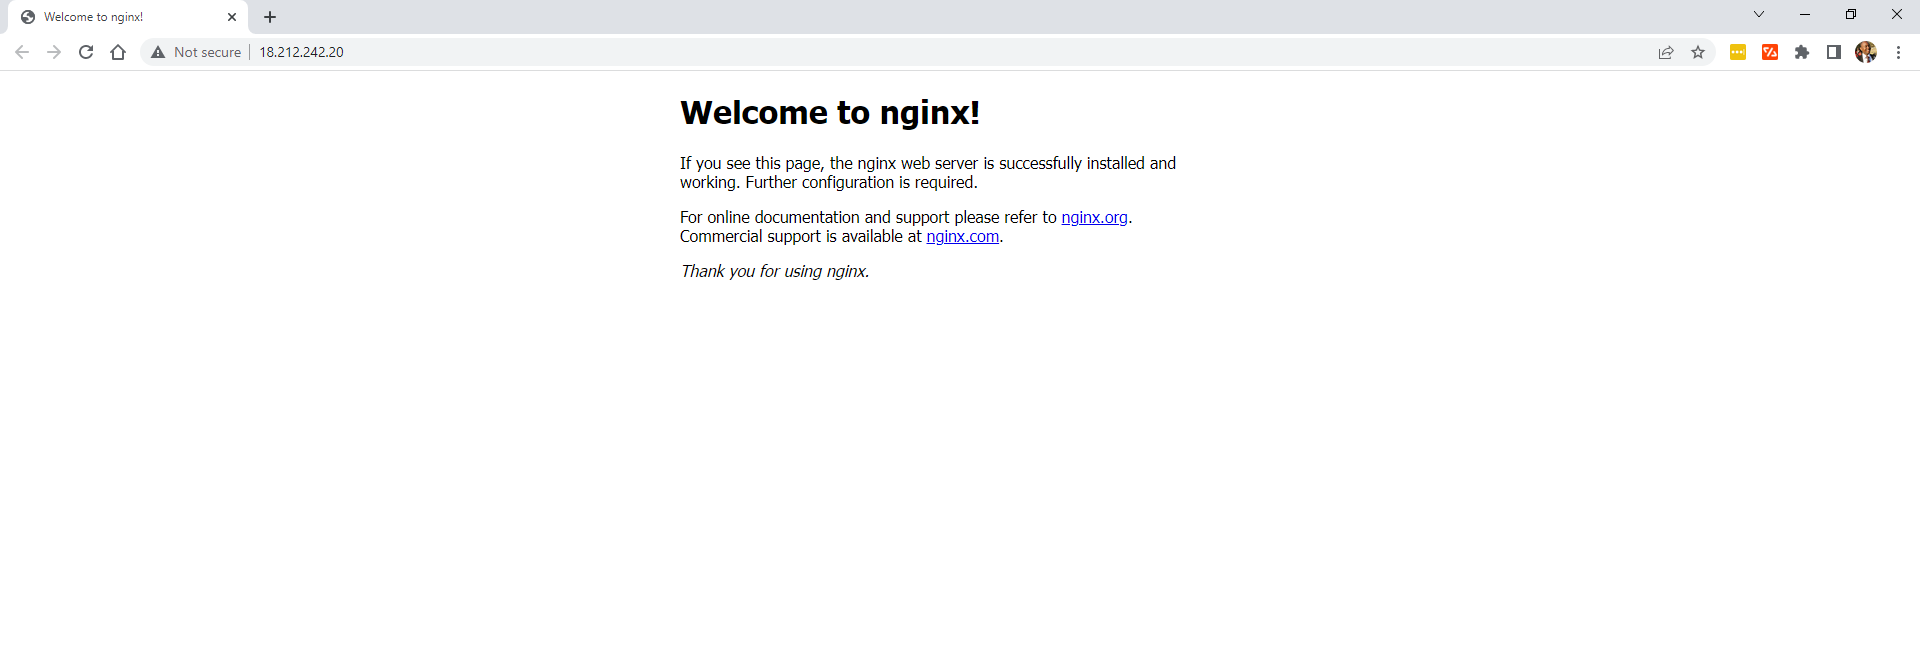 Welcome to nginx!
Not secure
18.212.242.20
Welcome to nginx!
If you see this page, the nginx web server is successfully installed and
working. Further configuration is required.
For online documentation and support please refer to nginx.org.
Commercial support is available at nginx.com.
Thank you for using nginx.